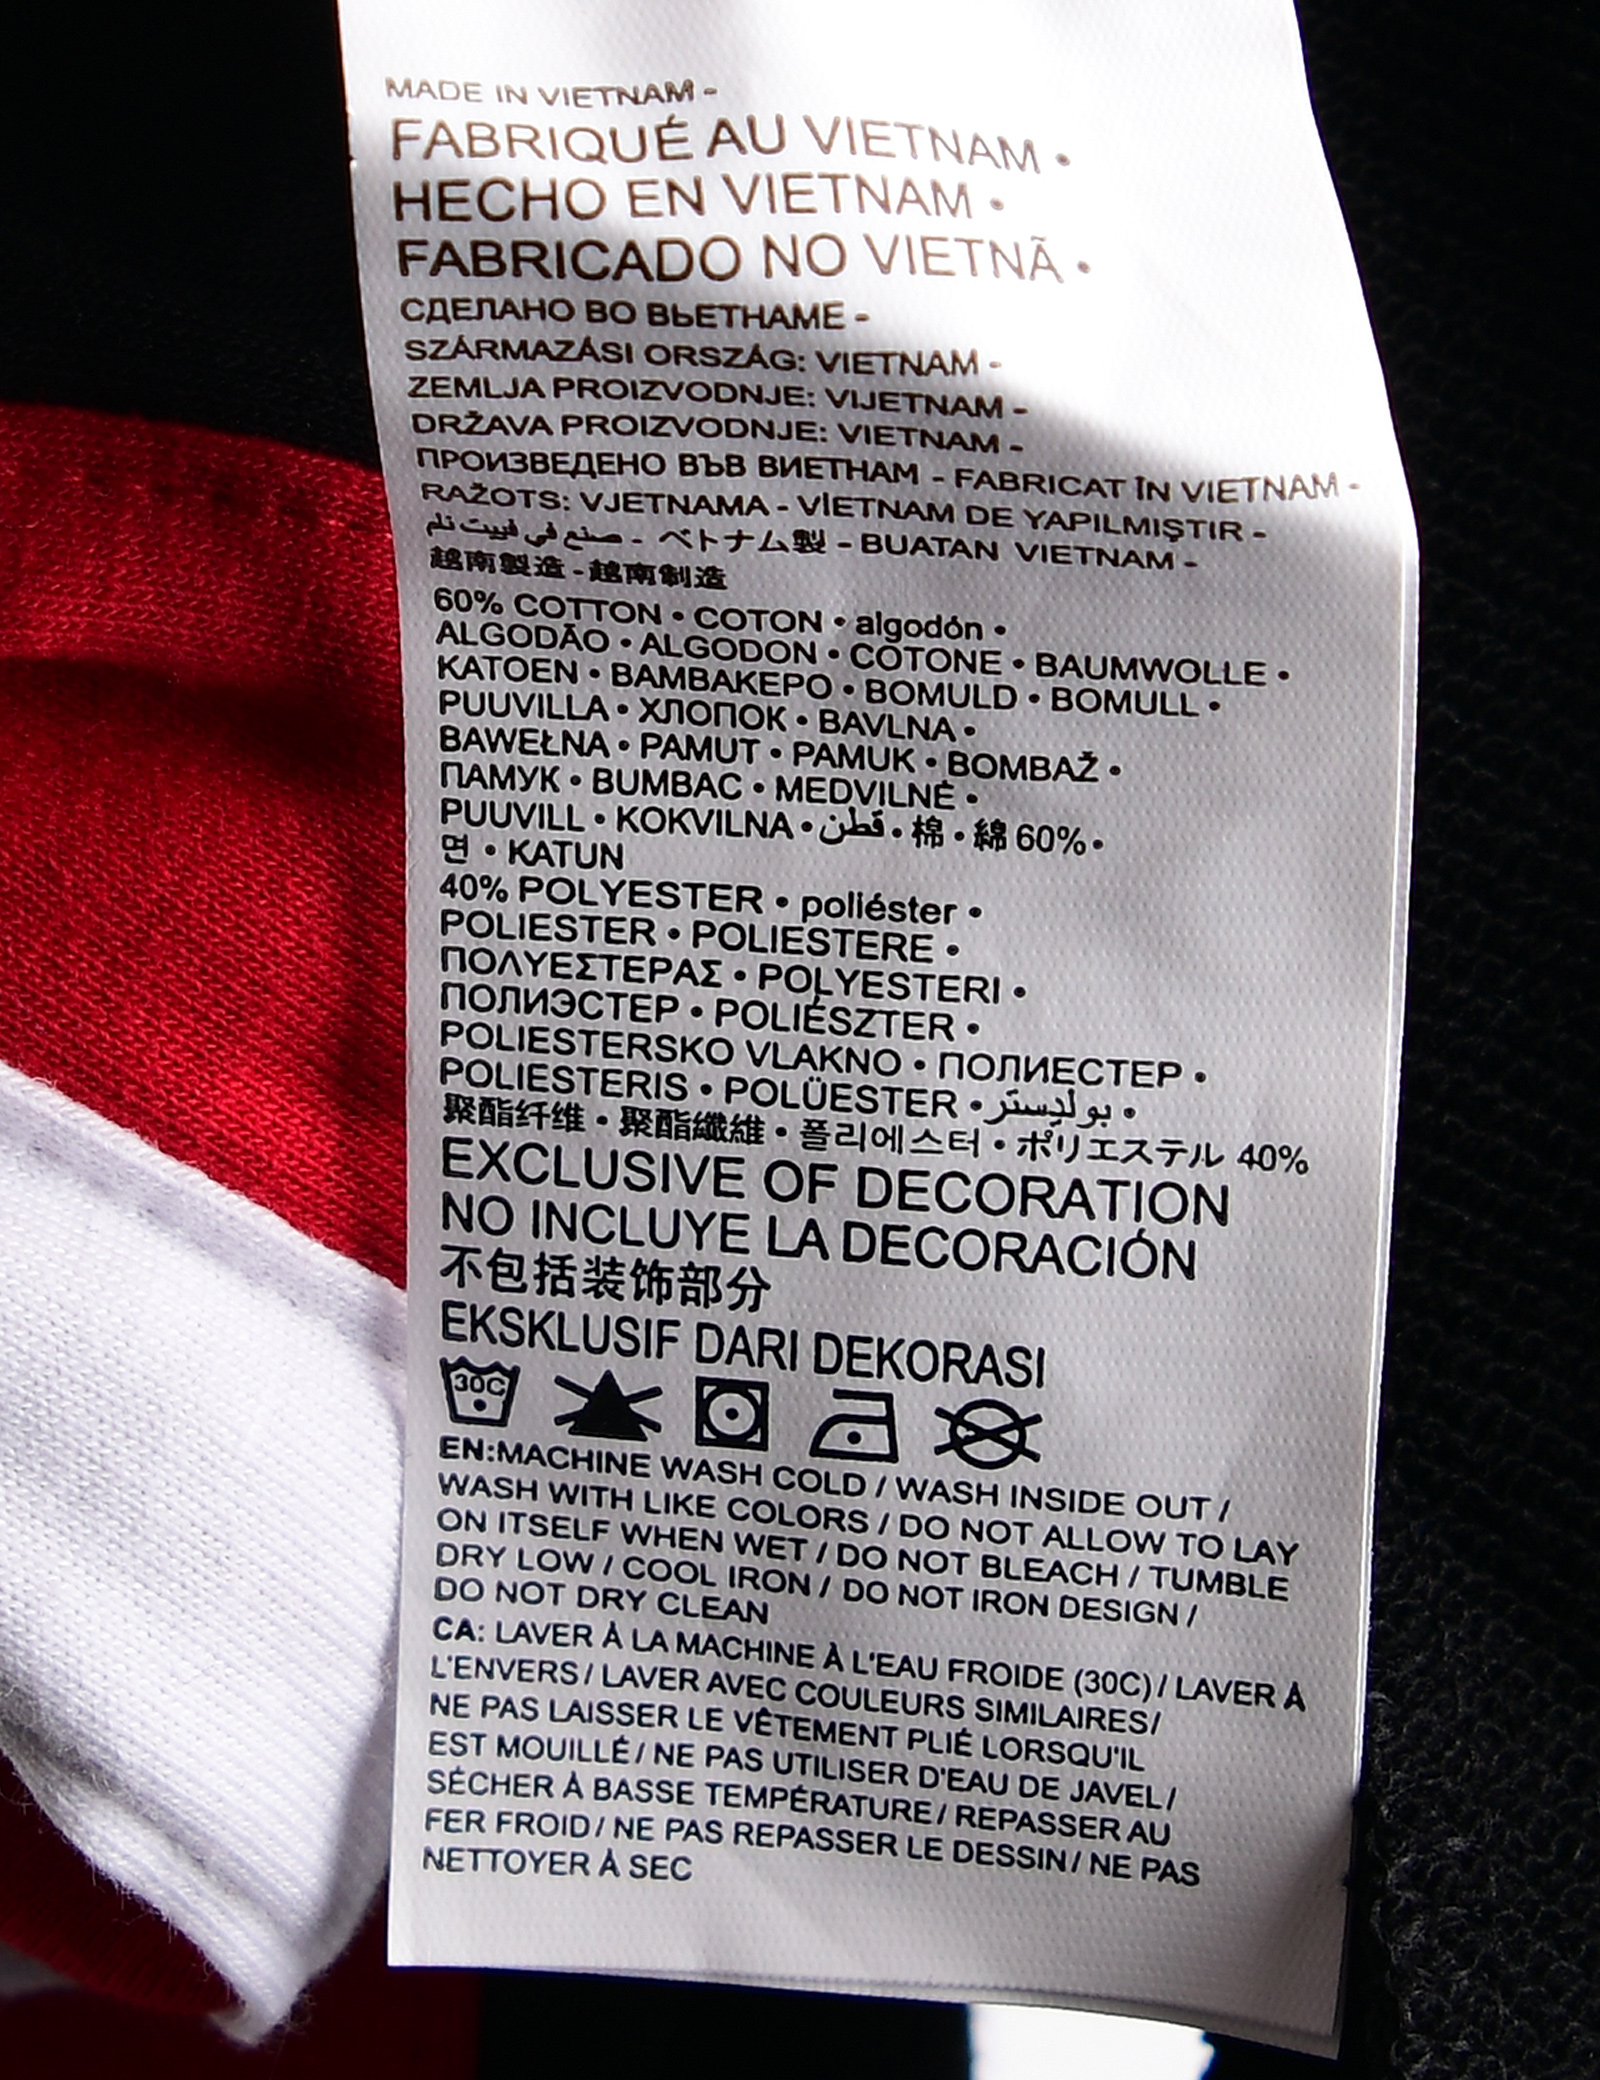 MADE IN VIETNAM -
FABRIQUÉ AU VIETNAM •
HECHO EN VIETNAM •
FABRICADO NO VIETNÃ •
СДЕЛАНО ВО ВЬЕТНАМЕ -
SZÁRMAZÁSI ORSZÁG: VIETNAM -
ZEMLJA PROIZVODNJE: VIJETNAM -
DRŽAVA PROIZVODNJE: VIETNAM -
ПРОИЗВЕДЕНО ВЪВ ВИЕТНАМ - FABRICAT ÎN VIETNAM -
RAŽOTS: VJETNAMA - VİETNAM DE YAPILMIŞTIR -
صنع في فييت نام - ベトナム製 - BUATAN VIETNAM -
越南製造 - 越南制造
60% COTTON • COTON • algodón •
ALGODÃO • ALGODON • COTONE • BAUMWOLLE •
KATOEN • BAMBAKEPO • BOMULD • BOMULL •
PUUVILLA • ХЛОПОК • BAVLNA •
BAWEŁNA • PAMUT • PAMUK • BOMBAŽ •
ПАМУК • BUMBAC • MEDVILNĖ •
PUUVILL • KOKVILNA • قطن • 棉 • 綿 60% •
면 • KATUN
40% POLYESTER • poliéster •
POLIESTER • POLIESTERE •
ΠΟΛΥΕΣΤΕΡΑΣ • POLYESTERI •
ПОЛИЭСТЕР • POLIÉSZTER •
POLIESTERSKO VLAKNO • ПОЛИЕСТЕР •
POLIESTERIS • POLÜESTER • بوليستر •
聚酯纤维 • 聚酯纖維 • 폴리에스터 • ポリエステル 40%
EXCLUSIVE OF DECORATION
NO INCLUYE LA DECORACIÓN
不包括装饰部分
EKSKLUSIF DARI DEKORASI
30C
EN:MACHINE WASH COLD / WASH INSIDE OUT /
WASH WITH LIKE COLORS / DO NOT ALLOW TO LAY
ON ITSELF WHEN WET / DO NOT BLEACH / TUMBLE
DRY LOW / COOL IRON / DO NOT IRON DESIGN /
DO NOT DRY CLEAN
CA: LAVER À LA MACHINE À L'EAU FROIDE (30C) / LAVER À
L'ENVERS / LAVER AVEC COULEURS SIMILAIRES/
NE PAS LAISSER LE VÊTEMENT PLIÉ LORSQU'IL
EST MOUILLÉ / NE PAS UTILISER D'EAU DE JAVEL /
SÉCHER À BASSE TEMPÉRATURE / REPASSER AU
FER FROID / NE PAS REPASSER LE DESSIN / NE PAS
NETTOYER À SEC